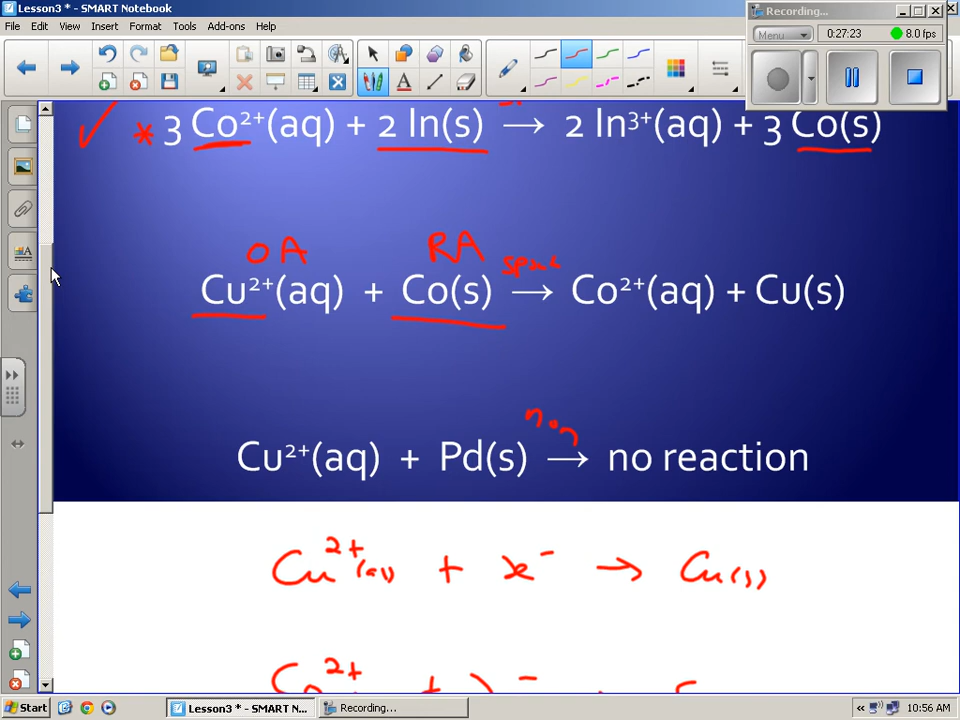 Lesson3 * - SMART Notebook
File Edit View Insert Format Tools Add-ons Help
Recording...
Menu
0:27:23
8.0 fps
* 3 Co²⁺(aq) + 2 In(s) → 2 In³⁺(aq) + 3 Co(s)
OA RA
spont
Cu²⁺(aq) + Co(s) → Co²⁺(aq) + Cu(s)
non
Cu²⁺(aq) + Pd(s) → no reaction
Cu²⁺(aq) + 2e⁻ → Cu(s)
Start
Lesson3 * - SMART N...
Recording...
10:56 AM